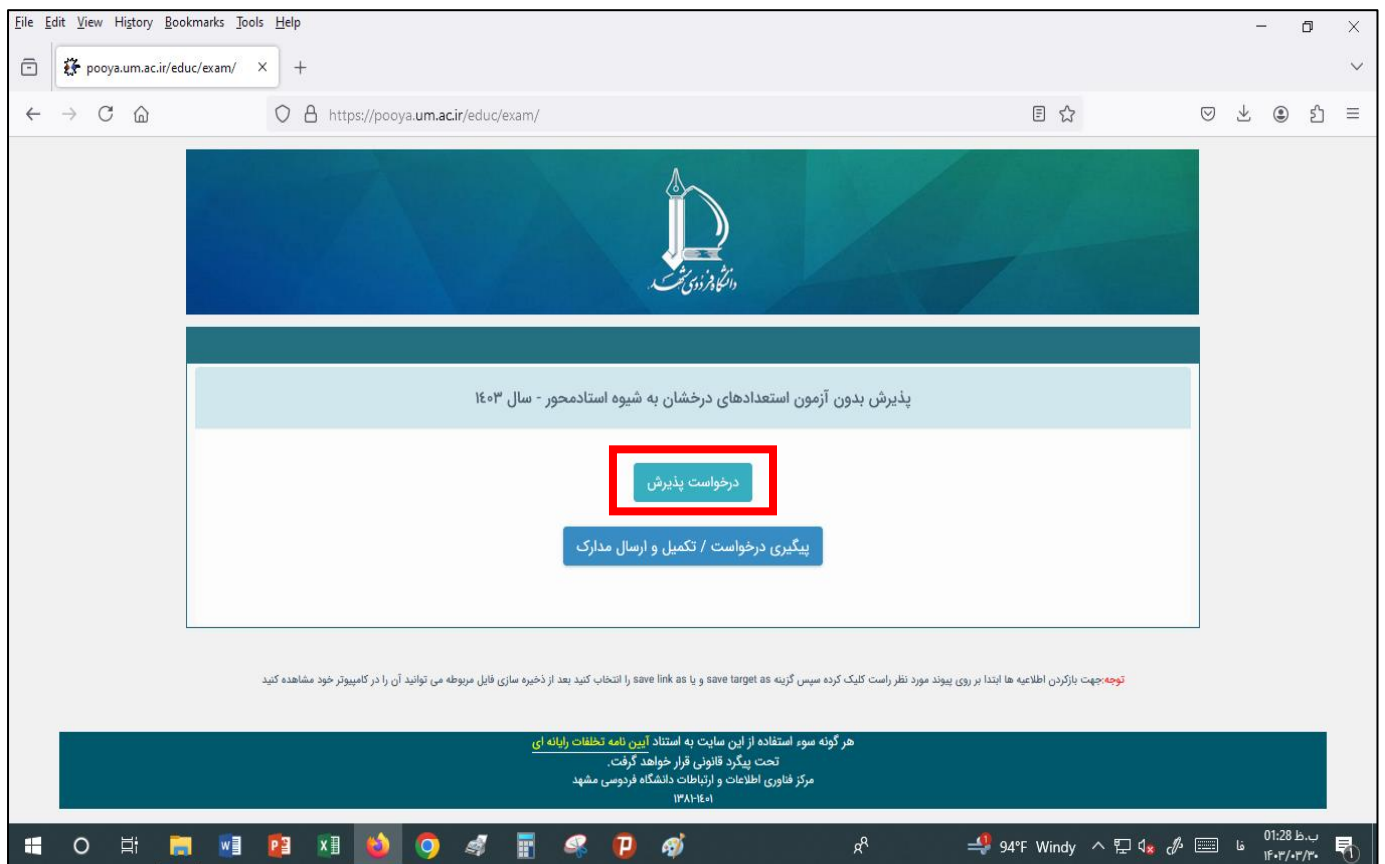 File Edit View History Bookmarks Tools Help
pooya.um.ac.ir/educ/exam/
https://pooya.um.ac.ir/educ/exam/
دانشگاه فردوسی مشهد
پذیرش بدون آزمون استعدادهای درخشان به شیوه استادمحور - سال ۱۴۰۳
درخواست پذیرش
پیگیری درخواست / تکمیل و ارسال مدارک
توجه:جهت بازکردن اطلاعیه ها ابتدا بر روی پیوند مورد نظر راست کلیک کرده سپس گزینه save target as و یا save link as را انتخاب کنید بعد از ذخیره سازی فایل مربوطه می توانید آن را در کامپیوتر خود مشاهده کنید
هر گونه سوء استفاده از این سایت به استناد آیین نامه تخلفات رایانه ای
تحت پیگرد قانونی قرار خواهد گرفت.
مرکز فناوری اطلاعات و ارتباطات دانشگاه فردوسی مشهد
۱۳۸۱-۱۴۰۱
94°F Windy
فا
01:28 ب.ظ
۱۴۰۳/۰۳/۳۰
1